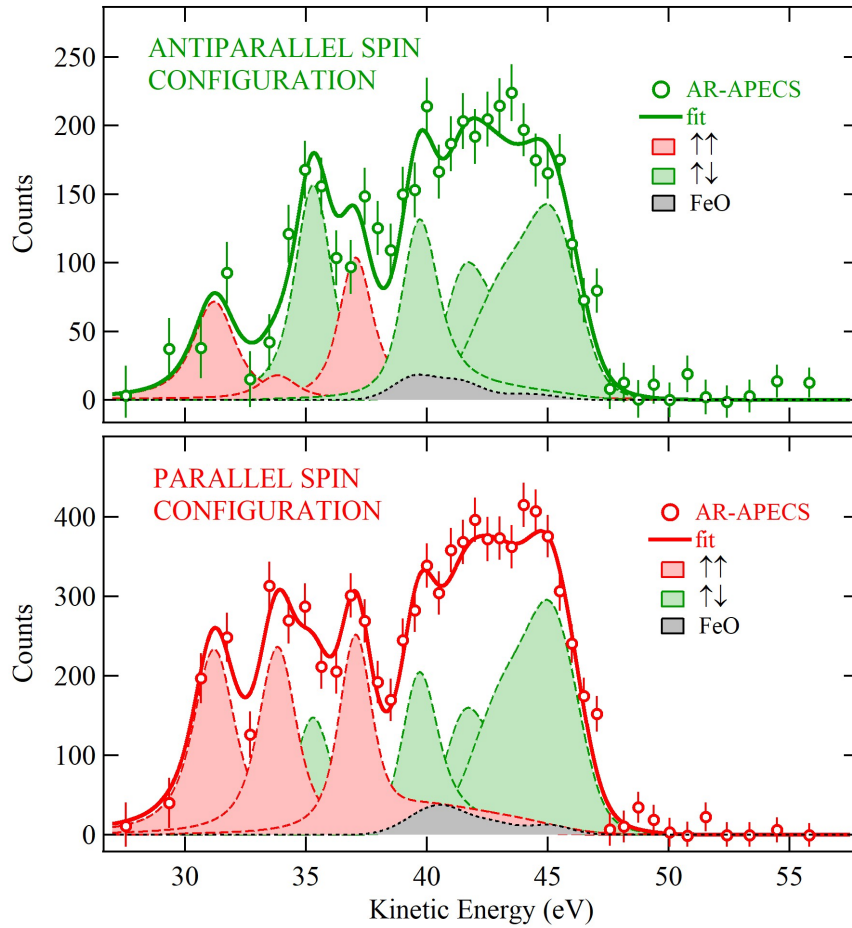 250
200
150
100
50
0
Counts
ANTIPARALLEL SPIN
CONFIGURATION
AR-APECS
fit
↑↑
↑↓
FeO
400
300
200
100
0
Counts
PARALLEL SPIN
CONFIGURATION
AR-APECS
fit
↑↑
↑↓
FeO
30 35 40 45 50 55
Kinetic Energy (eV)